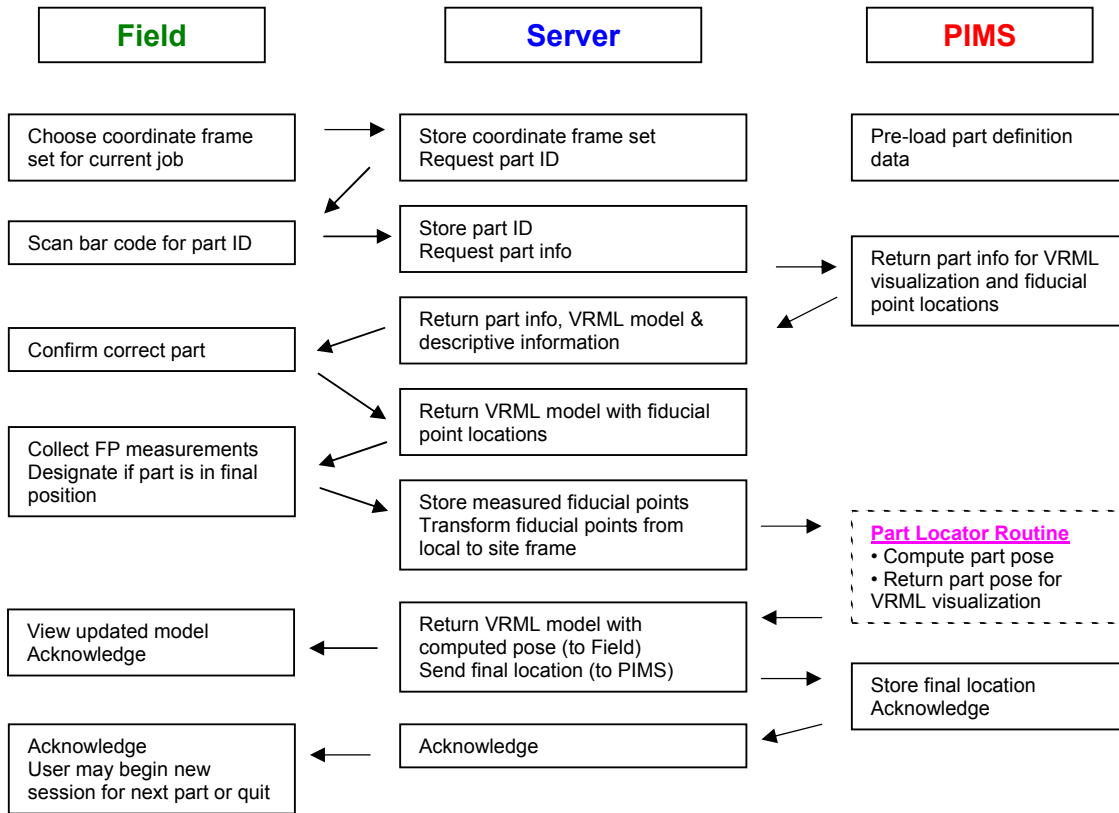 Field
Server
PIMS
Choose coordinate frame
set for current job
Store coordinate frame set
Request part ID
Pre-load part definition
data
Scan bar code for part ID
Store part ID
Request part info
Return part info for VRML
visualization and fiducial
point locations
Return part info, VRML model &
descriptive information
Confirm correct part
Return VRML model with fiducial
point locations
Collect FP measurements
Designate if part is in final
position
Store measured fiducial points
Transform fiducial points from
local to site frame
Part Locator Routine
• Compute part pose
• Return part pose for
VRML visualization
Return VRML model with
computed pose (to Field)
Send final location (to PIMS)
View updated model
Acknowledge
Store final location
Acknowledge
Acknowledge
Acknowledge
User may begin new
session for next part or quit